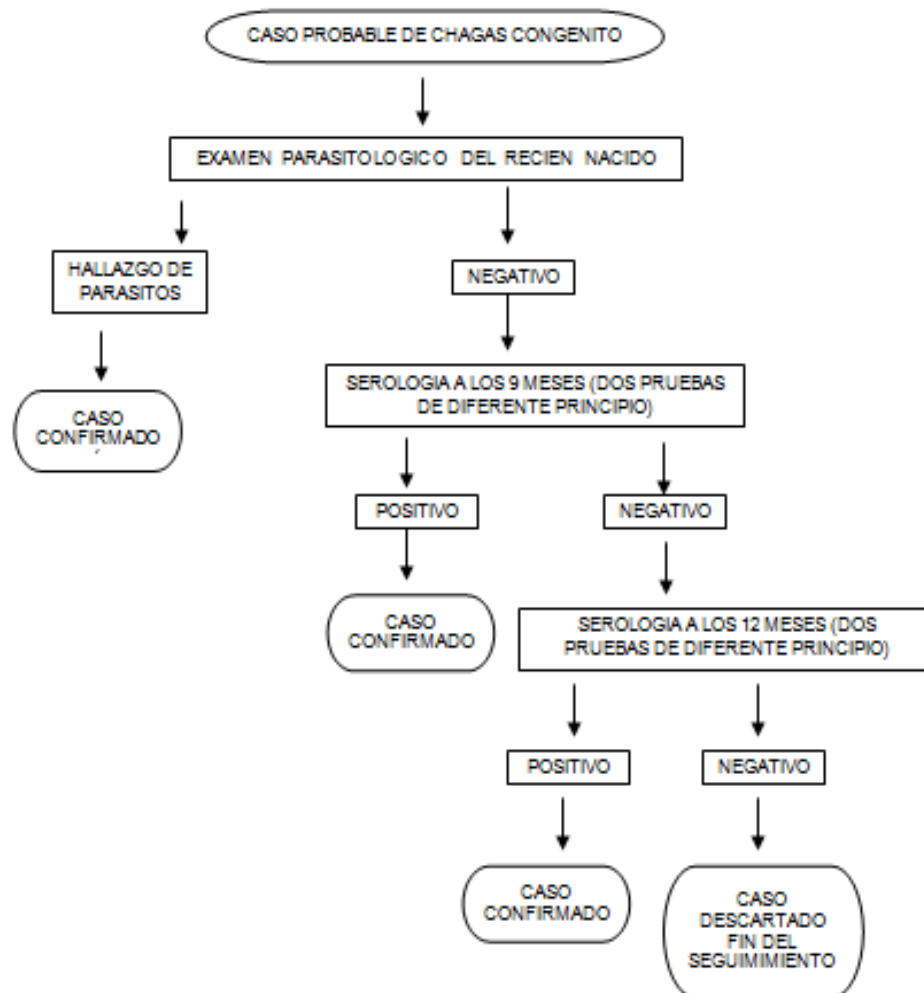 CASO PROBABLE DE CHAGAS CONGENITO
EXAMEN PARASITOLOGICO DEL RECIEN NACIDO
HALLAZGO DE
PARASITOS
NEGATIVO
SEROLOGIA A LOS 9 MESES (DOS PRUEBAS
DE DIFERENTE PRINCIPIO)
CASO
CONFIRMADO
POSITIVO
NEGATIVO
CASO
CONFIRMADO
SEROLOGIA A LOS 12 MESES (DOS
PRUEBAS DE DIFERENTE PRINCIPIO)
POSITIVO
NEGATIVO
CASO
CONFIRMADO
CASO
DESCARTADO
FIN DEL
SEGUIMIMIENTO